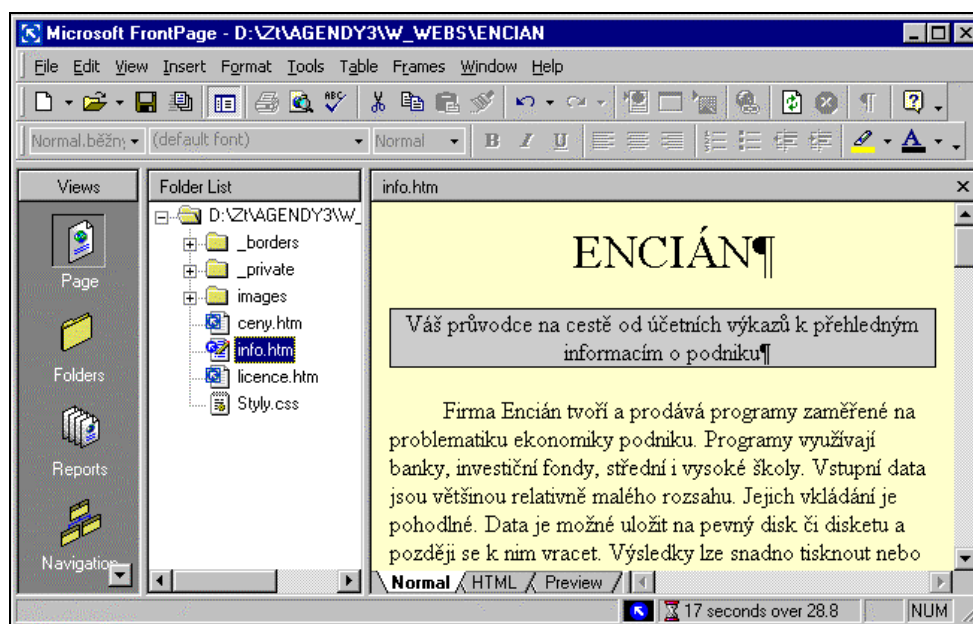 Microsoft FrontPage - D:\Zt\AGENDY3\W_WEBS\ENCIAN
File Edit View Insert Format Tools Table Frames Window Help
Normal.běžn (default font) Normal B I U A
Views
Page
Folders
Reports
Navigation
Folder List
D:\Zt\AGENDY3\W_
_borders
_private
images
ceny.htm
info.htm
licence.htm
Styly.css
info.htm
ENCIÁN¶
Váš průvodce na cestě od účetních výkazů k přehledným
informacím o podniku¶
Firma Encián tvoří a prodává programy zaměřené na
problematiku ekonomiky podniku. Programy využívají
banky, investiční fondy, střední i vysoké školy. Vstupní data
jsou většinou relativně malého rozsahu. Jejich vkládání je
pohodlné. Data je možné uložit na pevný disk či disketu a
později se k nim vracet. Výsledky lze snadno tisknout nebo
Normal HTML Preview
17 seconds over 28.8 NUM